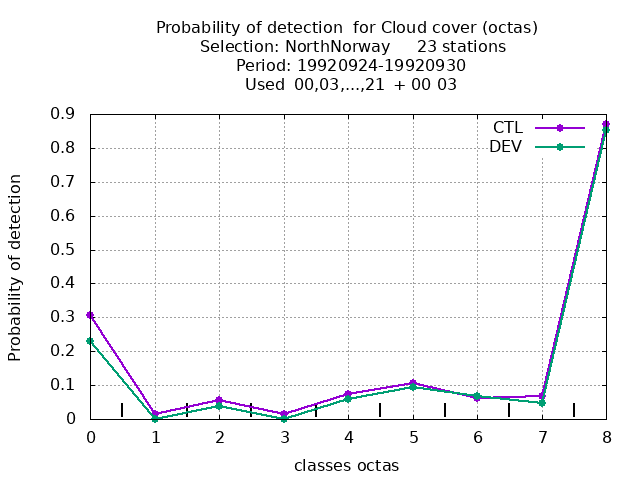 Probability of detection  for Cloud cover (octas)
Selection: NorthNorway     23 stations
Period: 19920924-19920930
Used  00,03,...,21  + 00 03
CTL
DEV
0.9
0.8
0.7
0.6
0.5
0.4
0.3
0.2
0.1
0
Probability of detection
0 1 2 3 4 5 6 7 8
classes octas